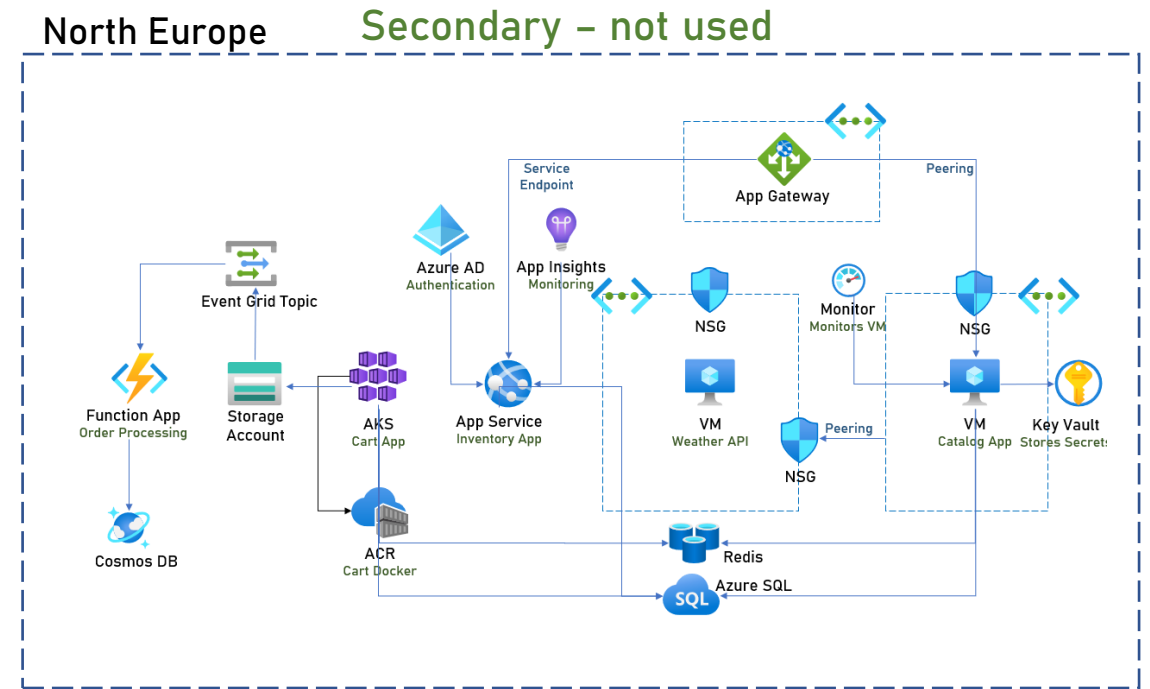 North Europe
Secondary – not used
Service
Endpoint
Peering
App Gateway
Azure AD
Authentication
App Insights
Monitoring
Event Grid Topic
NSG
Monitor
Monitors VM
NSG
Function App
Order Processing
Storage
Account
AKS
Cart App
App Service
Inventory App
VM
Weather API
Peering
NSG
VM
Catalog App
Key Vault
Stores Secrets
Cosmos DB
ACR
Cart Docker
Redis
Azure SQL
SQL